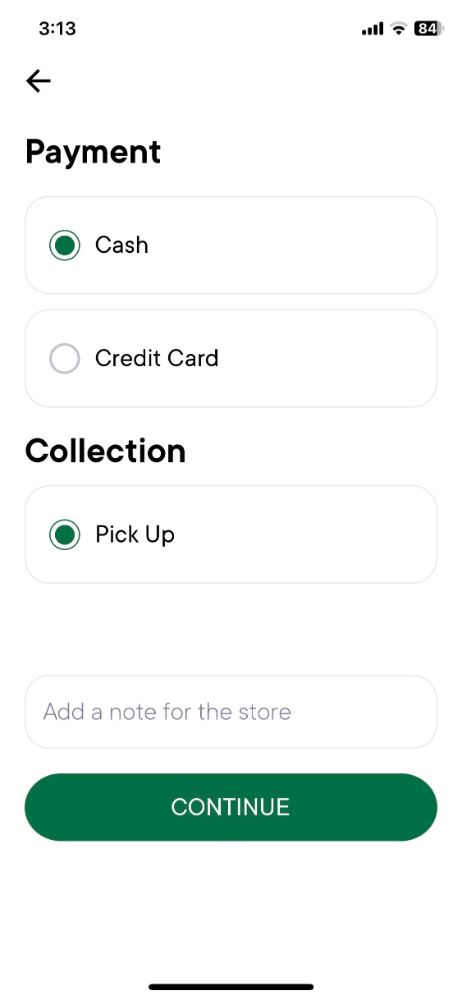 3:13
84
Payment
Cash
Credit Card
Collection
Pick Up
Add a note for the store
CONTINUE